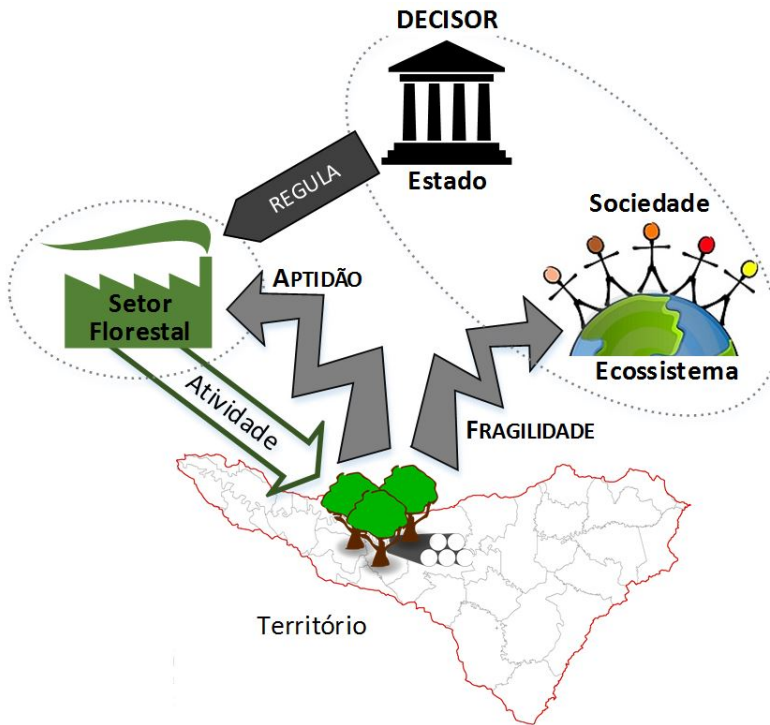 DECISOR
Estado
REGULA
Sociedade
APTIDÃO
Setor
Florestal
Ecossistema
Atividade
FRAGILIDADE
Território